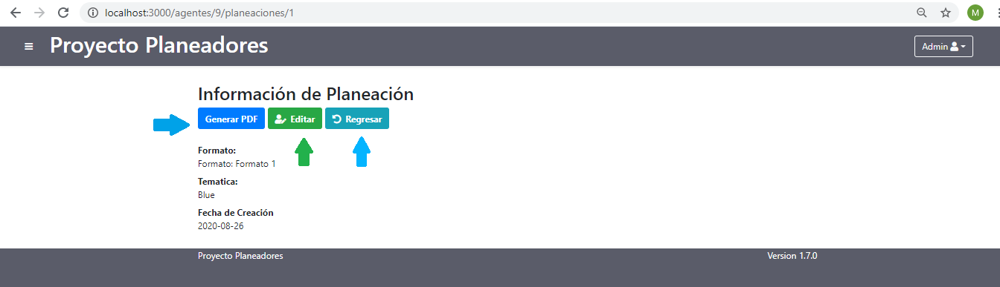 localhost:3000/agentes/9/planeaciones/1
M
Proyecto Planeadores
Admin
Información de Planeación
Generar PDF
Editar
Regresar
Formato:
Formato: Formato 1
Tematica:
Blue
Fecha de Creación
2020-08-26
Proyecto Planeadores
Version 1.7.0